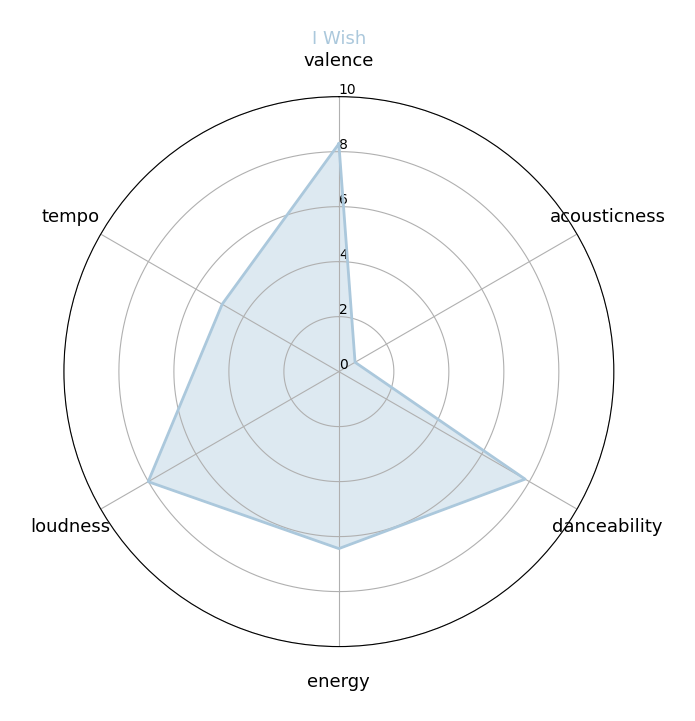 I Wish
valence
10
8
6
4
2
0
tempo
acousticness
loudness
danceability
energy